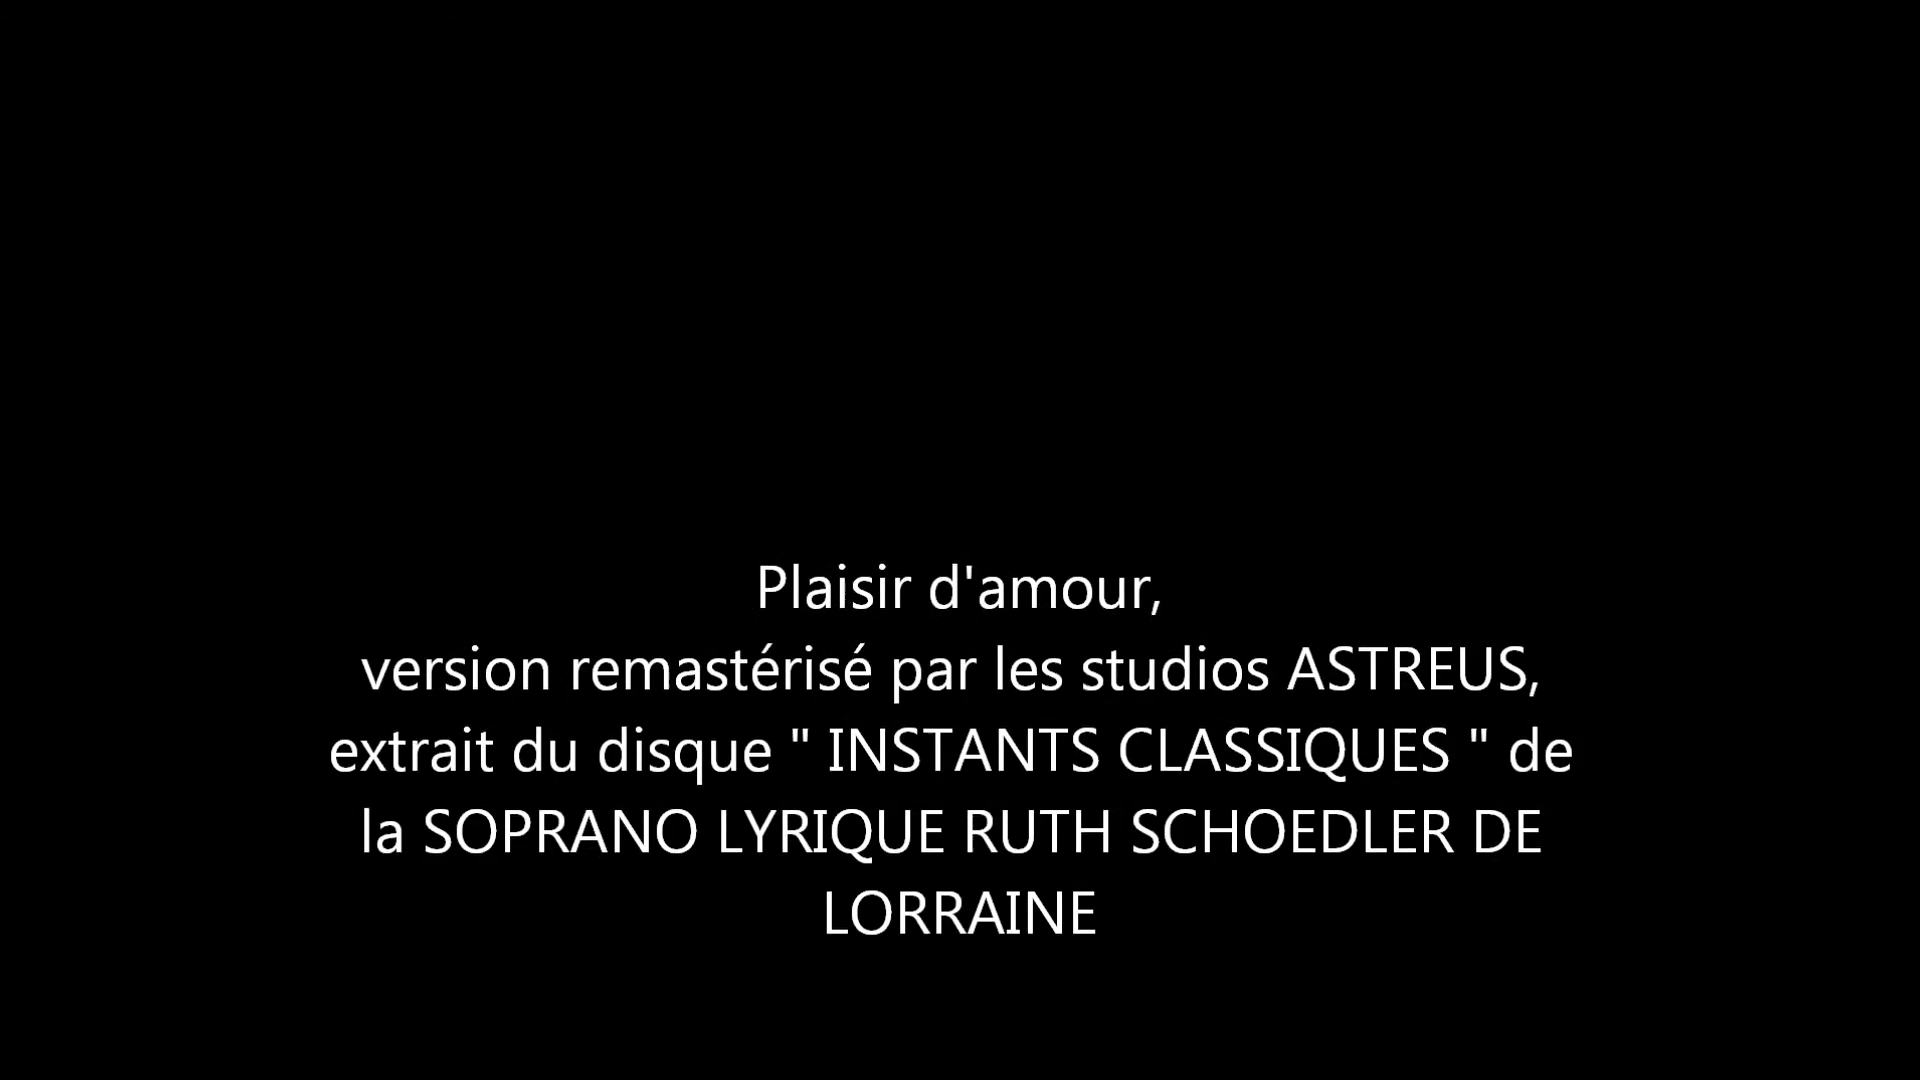 Plaisir d'amour,
version remastérisé par les studios ASTREUS,
extrait du disque " INSTANTS CLASSIQUES " de
la SOPRANO LYRIQUE RUTH SCHOEDLER DE
LORRAINE